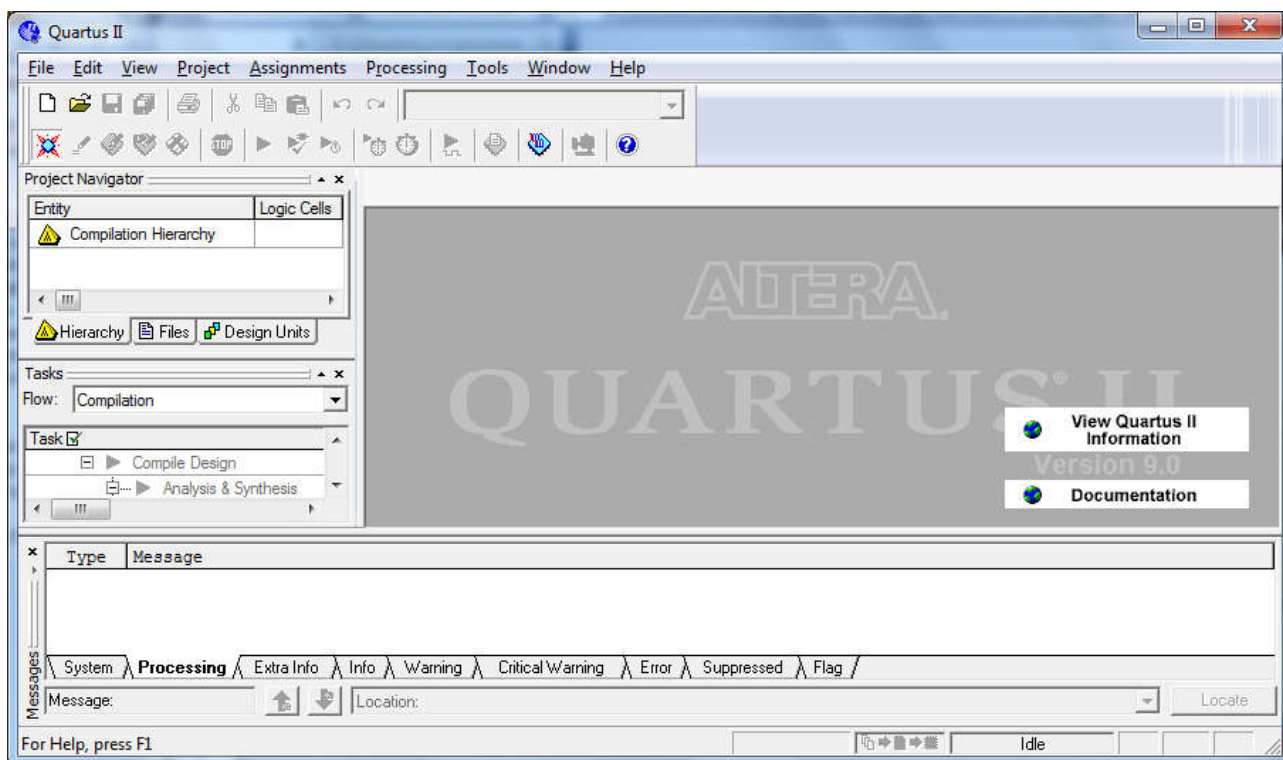 Quartus II
File Edit View Project Assignments Processing Tools Window Help
STOP
Project Navigator
Entity Logic Cells
Compilation Hierarchy
Hierarchy Files Design Units
Tasks
Flow: Compilation
Task
Compile Design
Analysis & Synthesis
ALTERA.
QUARTUS® II
View Quartus II
Information
Version 9.0
Documentation
Type Message
System Processing Extra Info Info Warning Critical Warning Error Suppressed Flag
Messages
Message: Location: Locate
For Help, press F1 Idle